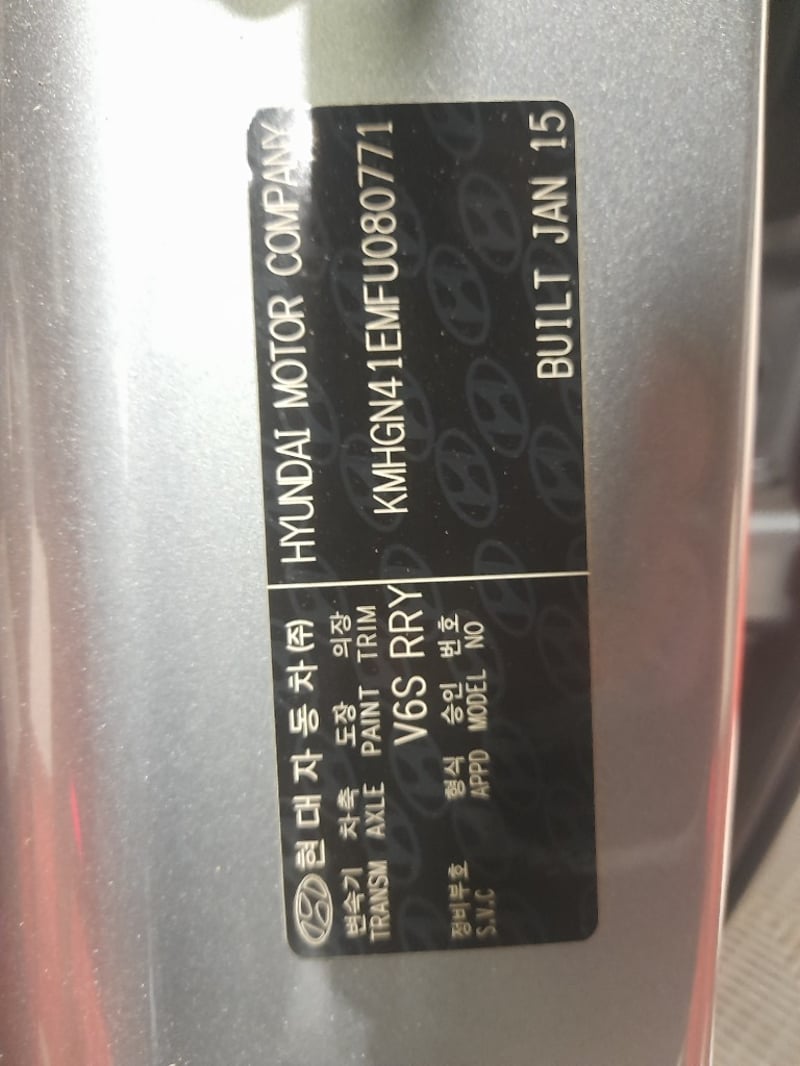 현대자동차(주) HYUNDAI MOTOR COMPANY
변속기 차축 도장 의장
TRANSM AXLE PAINT TRIM
V6S RRY KMHGN41EMFU080771
정비부호 형식 승인 번호
S.V.C APPD MODEL NO
BUILT JAN 15